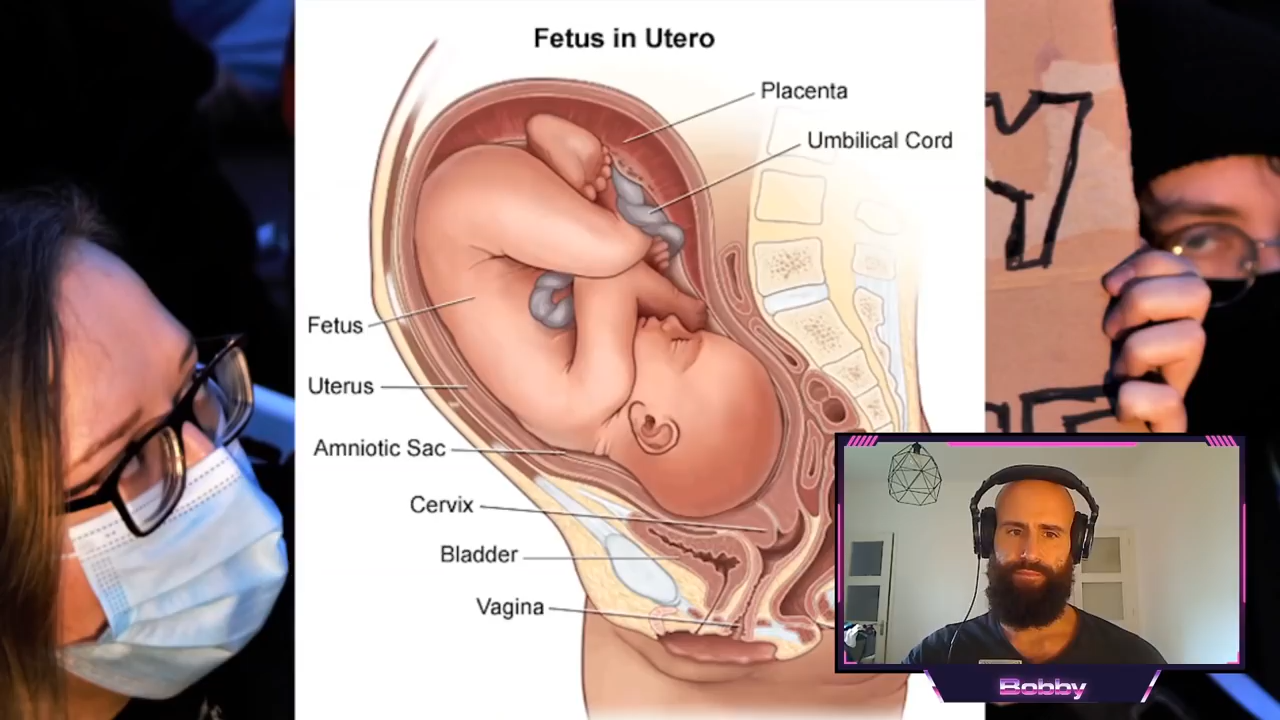 Fetus in Utero
Placenta
Umbilical Cord
Fetus
Uterus
Amniotic Sac
Cervix
Bladder
Vagina
Y
Bobby